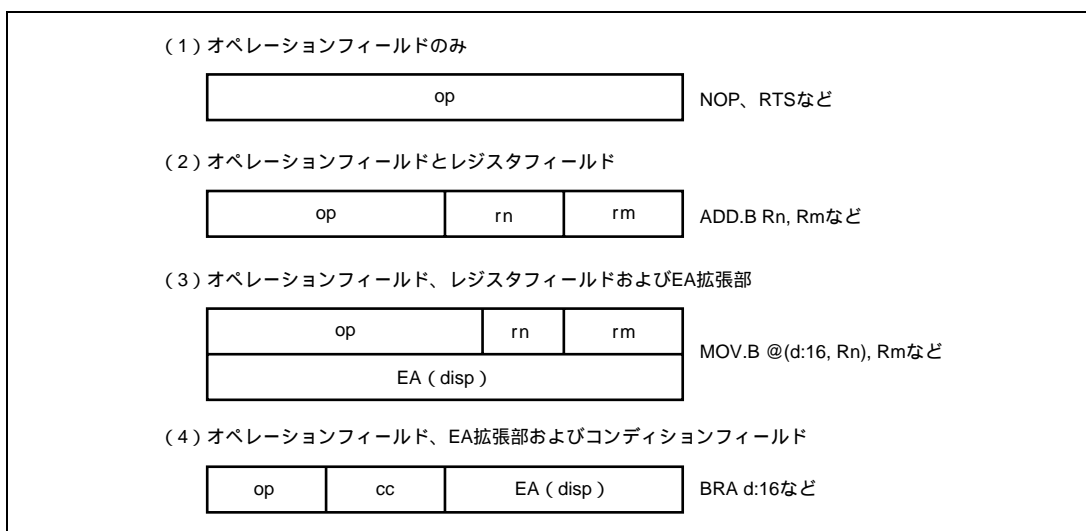 （1）オペレーションフィールドのみ
op
NOP、RTSなど
（2）オペレーションフィールドとレジスタフィールド
op rn rm
ADD.B Rn, Rmなど
（3）オペレーションフィールド、レジスタフィールドおよびEA拡張部
op rn rm
EA（disp）
MOV.B @(d:16, Rn), Rmなど
（4）オペレーションフィールド、EA拡張部およびコンディションフィールド
op cc EA（disp）
BRA d:16など